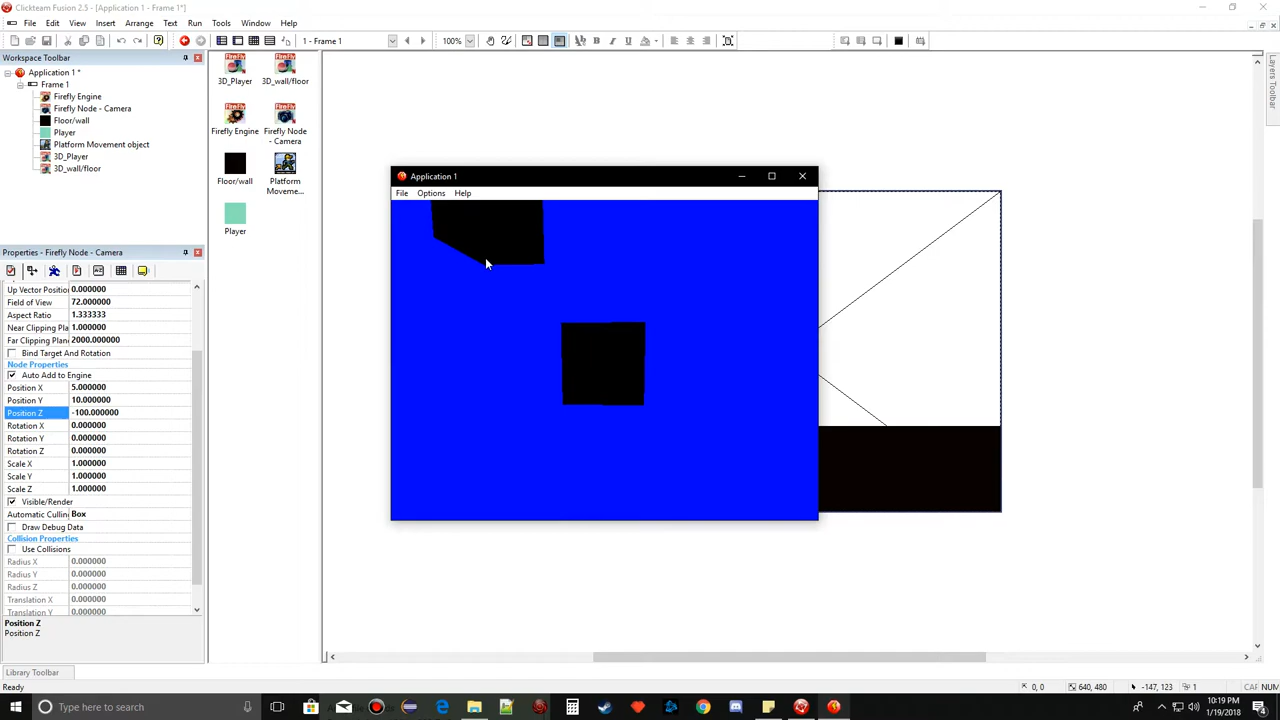 Clickteam Fusion 2.5 - [Application 1 - Frame 1*]
File Edit View Insert Arrange Text Run Tools Window Help
1 - Frame 1
100%
Workspace Toolbar
Application 1 *
Frame 1
Firefly Engine
Firefly Node - Camera
Floor/wall
Player
Platform Movement object
3D_Player
3D_wall/floor
3D_Player
3D_wall/floor
Firefly Engine
Firefly Node
- Camera
Floor/wall
Platform
Moveme...
Player
Layers Toolbar
Application 1
File Options Help
Properties - Firefly Node - Camera
Up Vector Positio 0.000000
Field of View 72.000000
Aspect Ratio 1.333333
Near Clipping Pla 1.000000
Far Clipping Plane 2000.000000
Bind Target And Rotation
Node Properties
Auto Add to Engine
Position X 5.000000
Position Y 10.000000
Position Z -100.000000
Rotation X 0.000000
Rotation Y 0.000000
Rotation Z 0.000000
Scale X 1.000000
Scale Y 1.000000
Scale Z 1.000000
Visible/Render
Automatic Culling Box
Draw Debug Data
Collision Properties
Use Collisions
Radius X 0.000000
Radius Y 0.000000
Radius Z 0.000000
Translation X 0.000000
Translation Y 0.000000
Position Z
Position Z
Library Toolbar
Ready
0, 0
640, 480
-147, 123
1
CAP
NUM
Type here to search
10:19 PM
1/19/2018